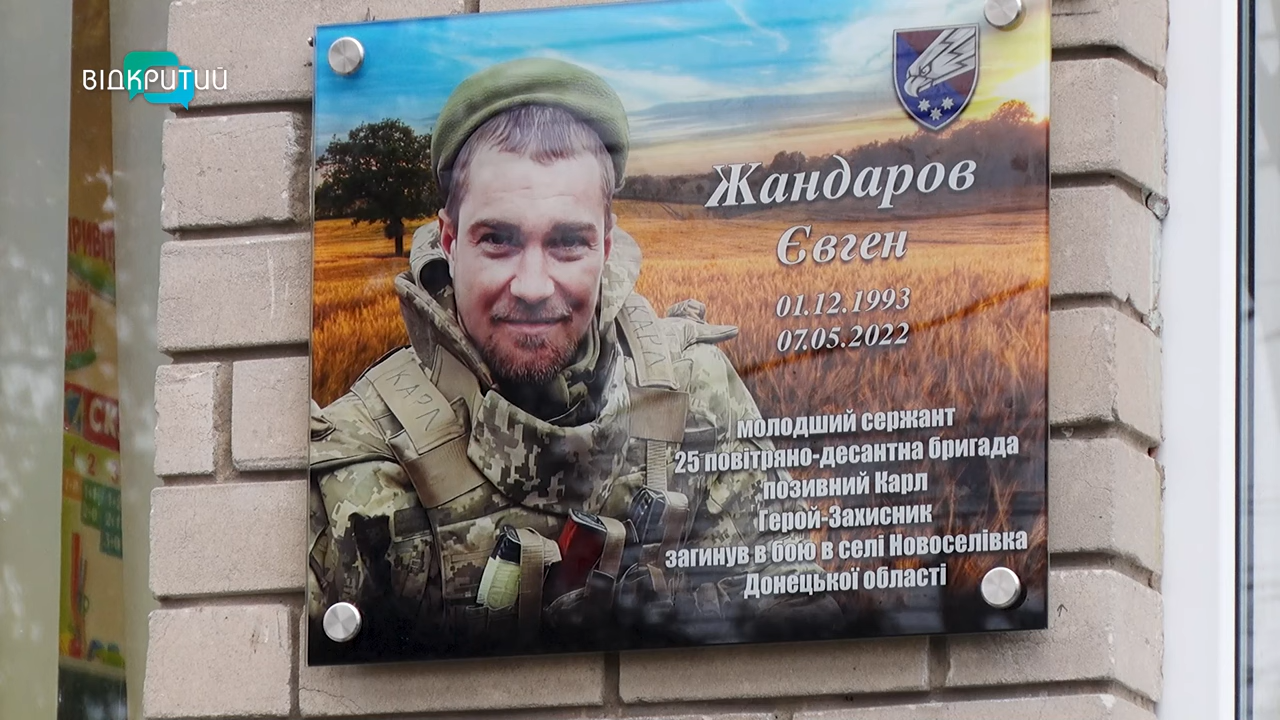 ВІДКРИТИЙ
Жандаров
Євген
01.12.1993
07.05.2022
КАРЛ
КАРЛ
молодший сержант
25 повітряно-десантна бригада
позивний Карл
Герой-Захисник
загинув в бою в селі Новоселівка
Донецької області